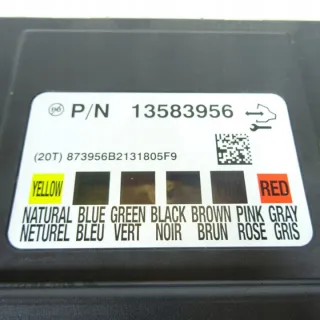 P/N 13583956
(20T) 873956B2131805F9
YELLOW RED
NATURAL BLUE GREEN BLACK BROWN PINK GRAY
NETUREL BLEU VERT NOIR BRUN ROSE GRIS